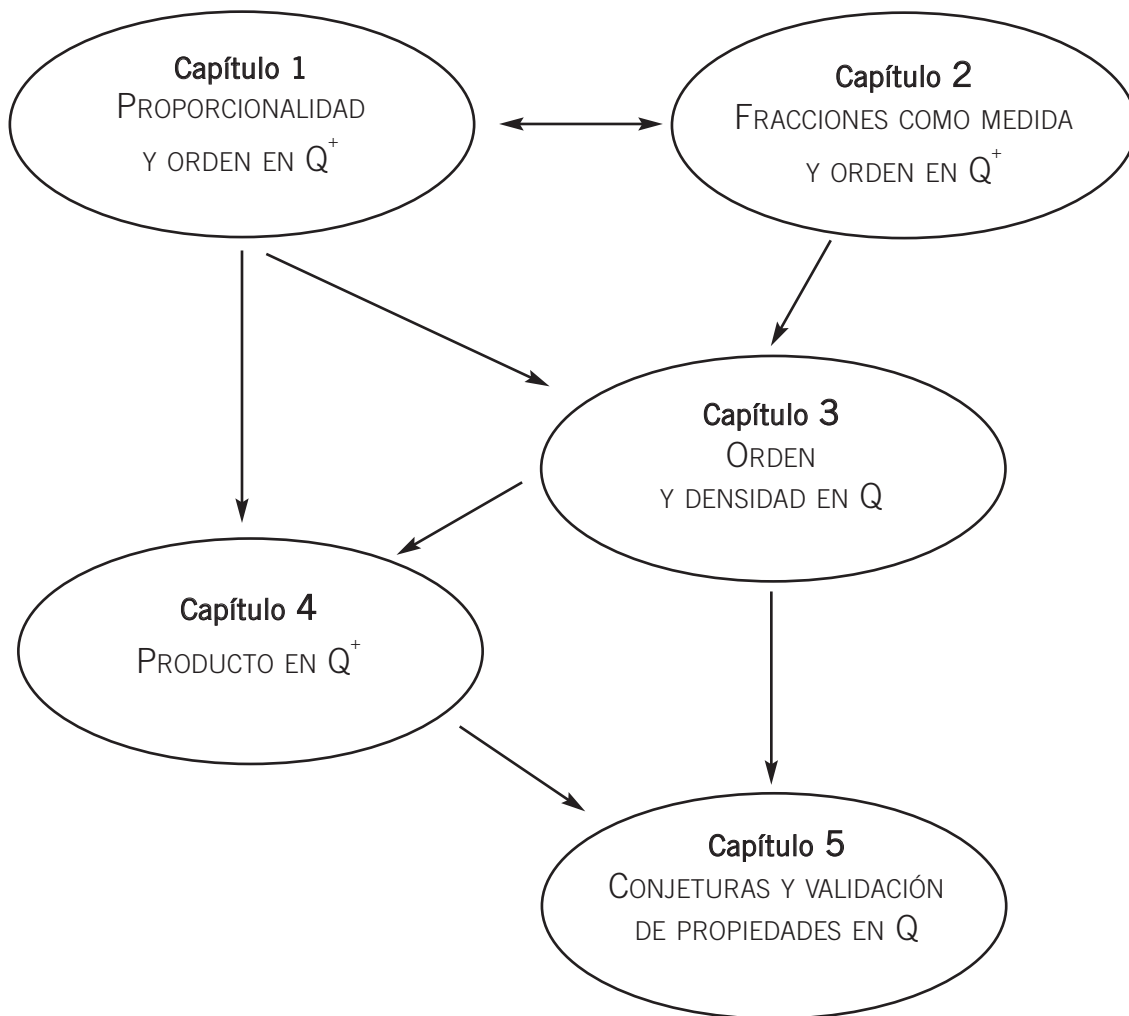 Capítulo 1
PROPORCIONALIDAD
Y ORDEN EN Q⁺
Capítulo 2
FRACCIONES COMO MEDIDA
Y ORDEN EN Q⁺
Capítulo 3
ORDEN
Y DENSIDAD EN Q
Capítulo 4
PRODUCTO EN Q⁺
Capítulo 5
CONJETURAS Y VALIDACIÓN
DE PROPIEDADES EN Q